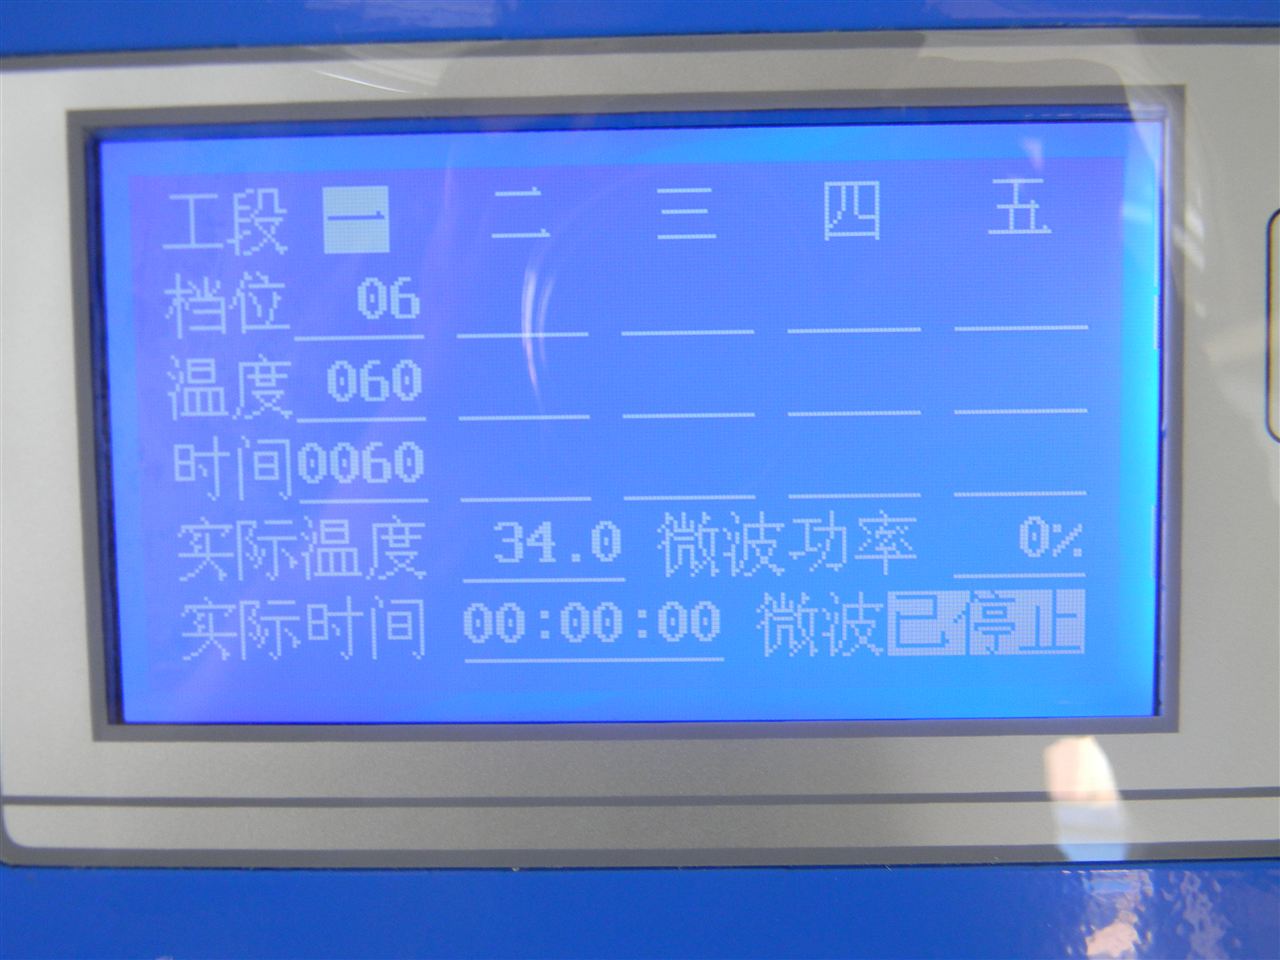 工段 一 二 三 四 五
档位 06
温度 060
时间 0060
实际温度 34.0 微波功率 0%
实际时间 00:00:00 微波已停止